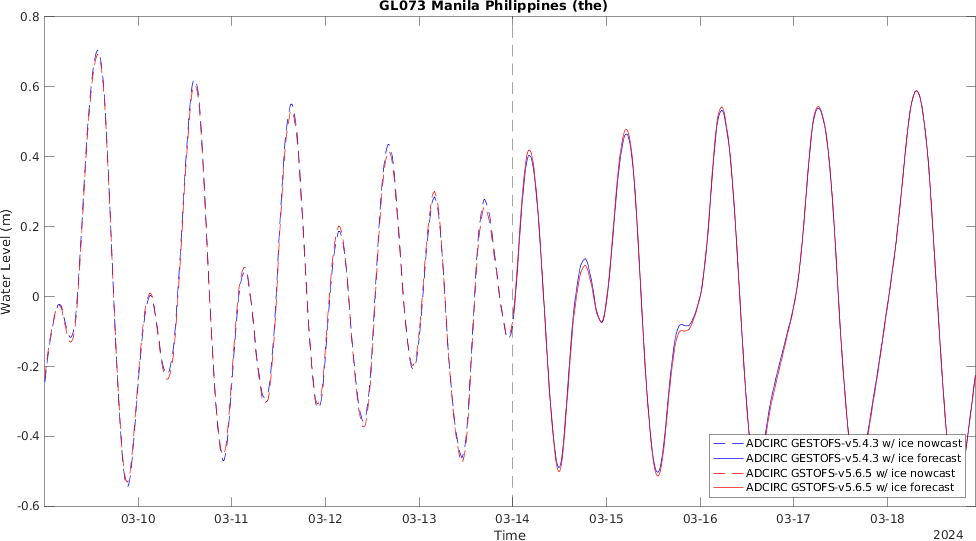 GL073 Manila Philippines (the)
Water Level (m)
0.8
0.6
0.4
0.2
0
-0.2
-0.4
-0.6
ADCIRC GESTOFS-v5.4.3 w/ ice nowcast
ADCIRC GESTOFS-v5.4.3 w/ ice forecast
ADCIRC GSTOFS-v5.6.5 w/ ice nowcast
ADCIRC GSTOFS-v5.6.5 w/ ice forecast
03-10 03-11 03-12 03-13 03-14 03-15 03-16 03-17 03-18
Time
2024